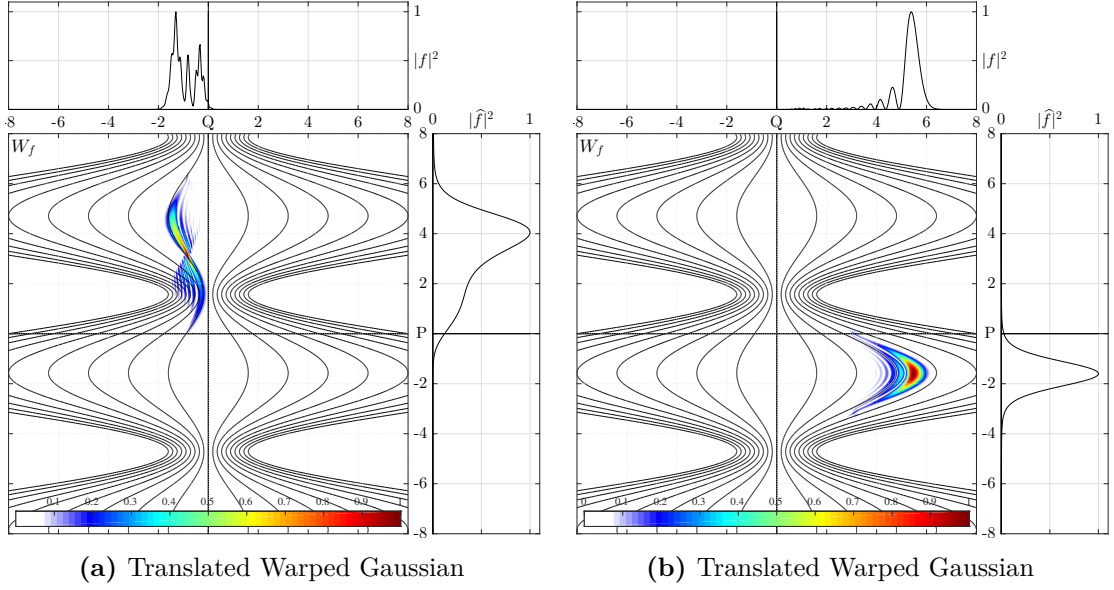 1
|f|²
0
-8 -6 -4 -2 Q 2 4 6 8
|f̂|²
0 1
W_f
8
6
4
2
P
-2
-4
-6
-8
0.1 0.2 0.3 0.4 0.5 0.6 0.7 0.8 0.9 1
(a) Translated Warped Gaussian
1
|f|²
0
-8 -6 -4 -2 Q 2 4 6 8
|f̂|²
0 1
W_f
8
6
4
2
P
-2
-4
-6
-8
0 0.1 0.2 0.3 0.4 0.5 0.6 0.7 0.8 0.9 1
(b) Translated Warped Gaussian